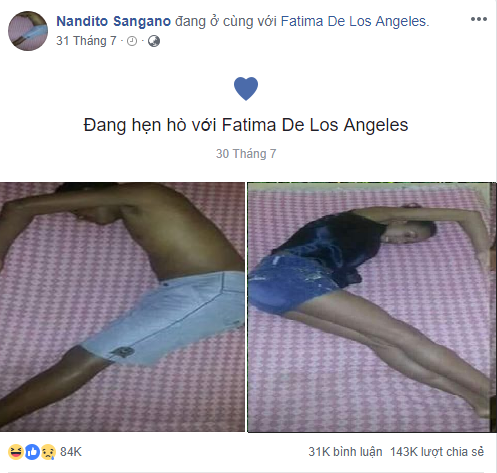 Nandito Sangano đang ở cùng với Fatima De Los Angeles.
31 Tháng 7 ·
Đang hẹn hò với Fatima De Los Angeles
30 Tháng 7
84K 31K bình luận 143K lượt chia sẻ